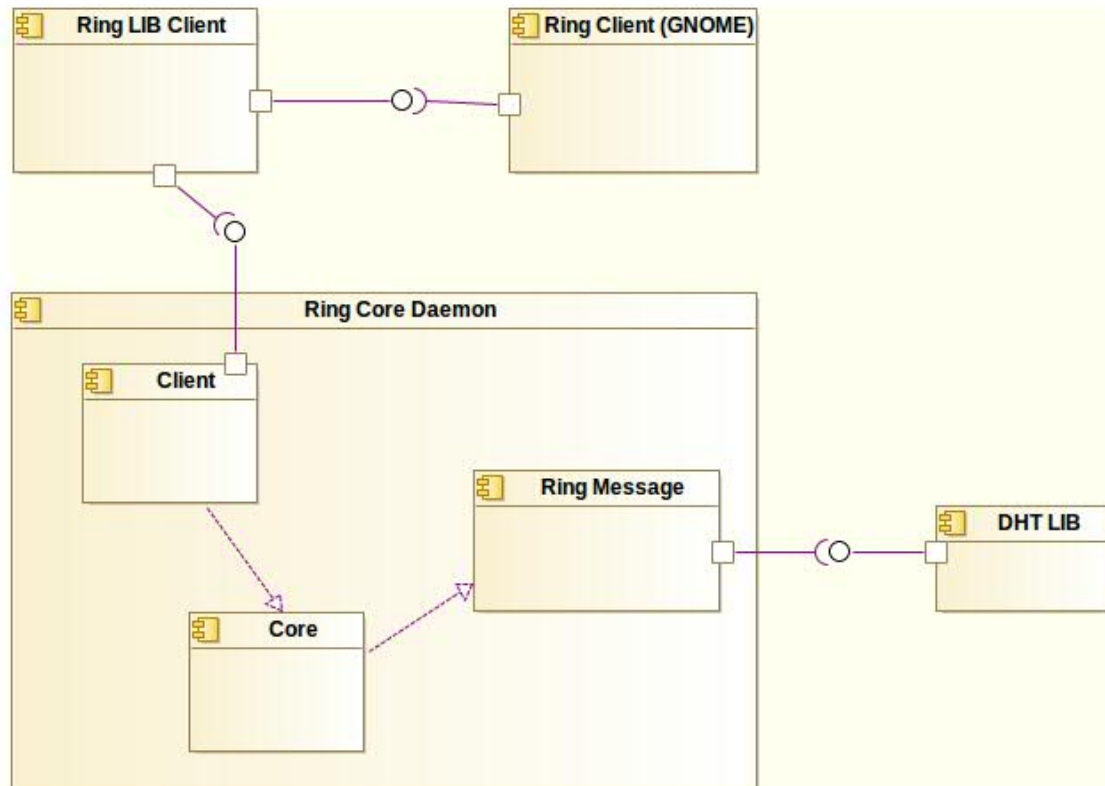 Ring LIB Client
Ring Client (GNOME)
Ring Core Daemon
Client
Ring Message
DHT LIB
Core